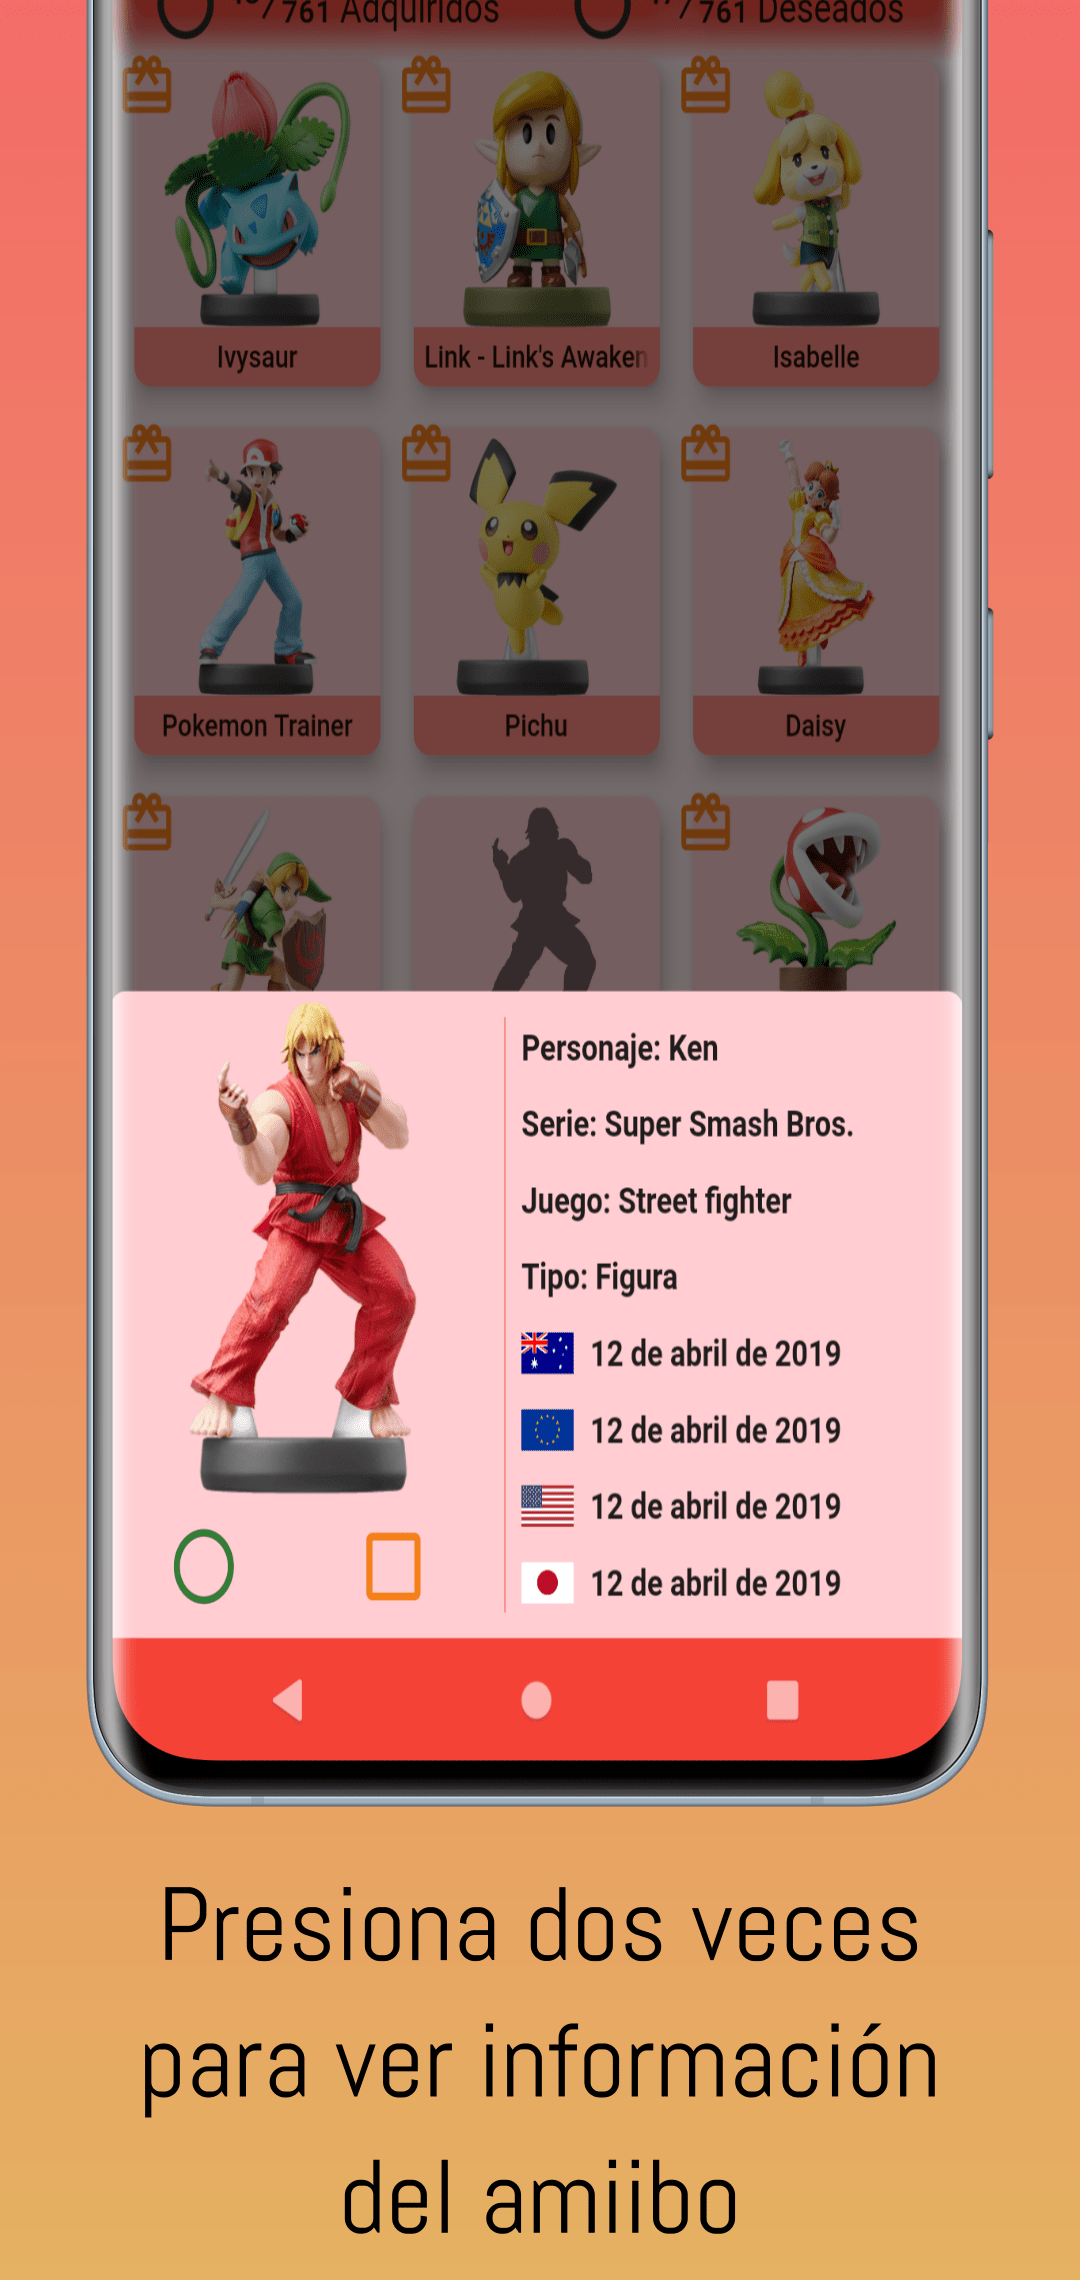 /761 Adquiridos
/761 Deseados
Ivysaur
Link - Link's Awaken
Isabelle
Pokemon Trainer
Pichu
Daisy
Personaje: Ken
Serie: Super Smash Bros.
Juego: Street fighter
Tipo: Figura
12 de abril de 2019
12 de abril de 2019
12 de abril de 2019
12 de abril de 2019
Presiona dos veces
para ver información
del amiibo